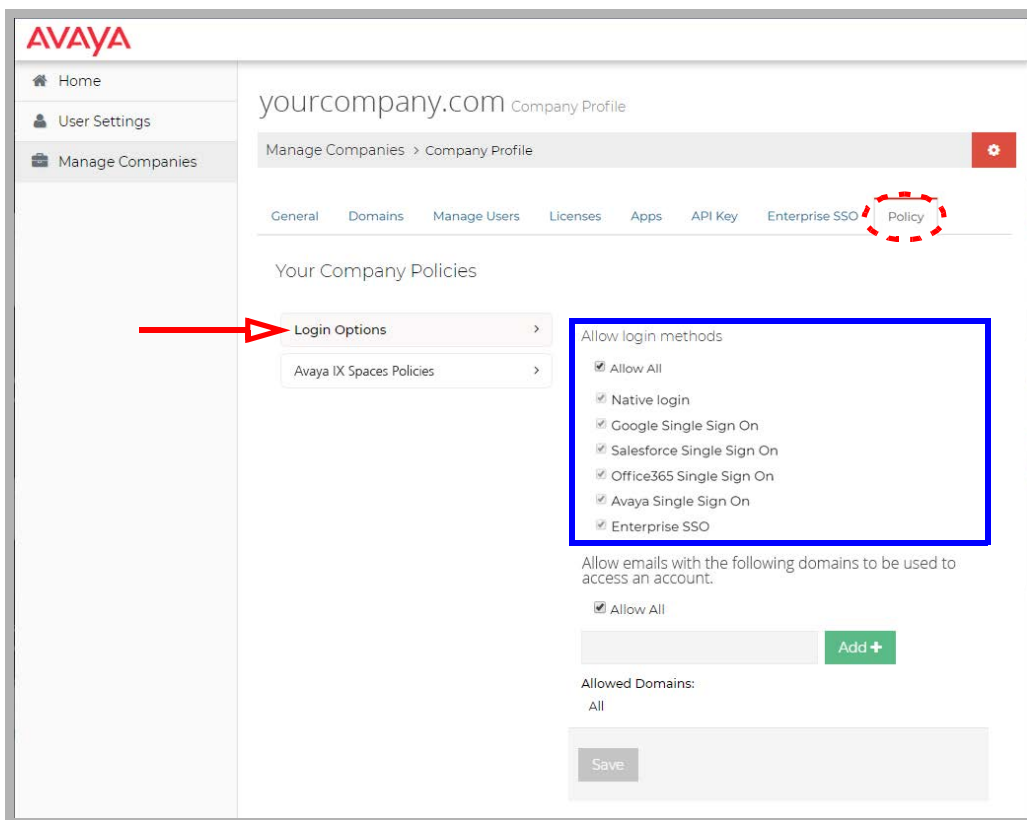 AVAYA
Home
User Settings
Manage Companies
yourcompany.com Company Profile
Manage Companies > Company Profile
General Domains Manage Users Licenses Apps API Key Enterprise SSO Policy
Your Company Policies
Login Options >
Avaya IX Spaces Policies >
Allow login methods
Allow All
Native login
Google Single Sign On
Salesforce Single Sign On
Office365 Single Sign On
Avaya Single Sign On
Enterprise SSO
Allow emails with the following domains to be used to
access an account.
Allow All
Add +
Allowed Domains:
All
Save